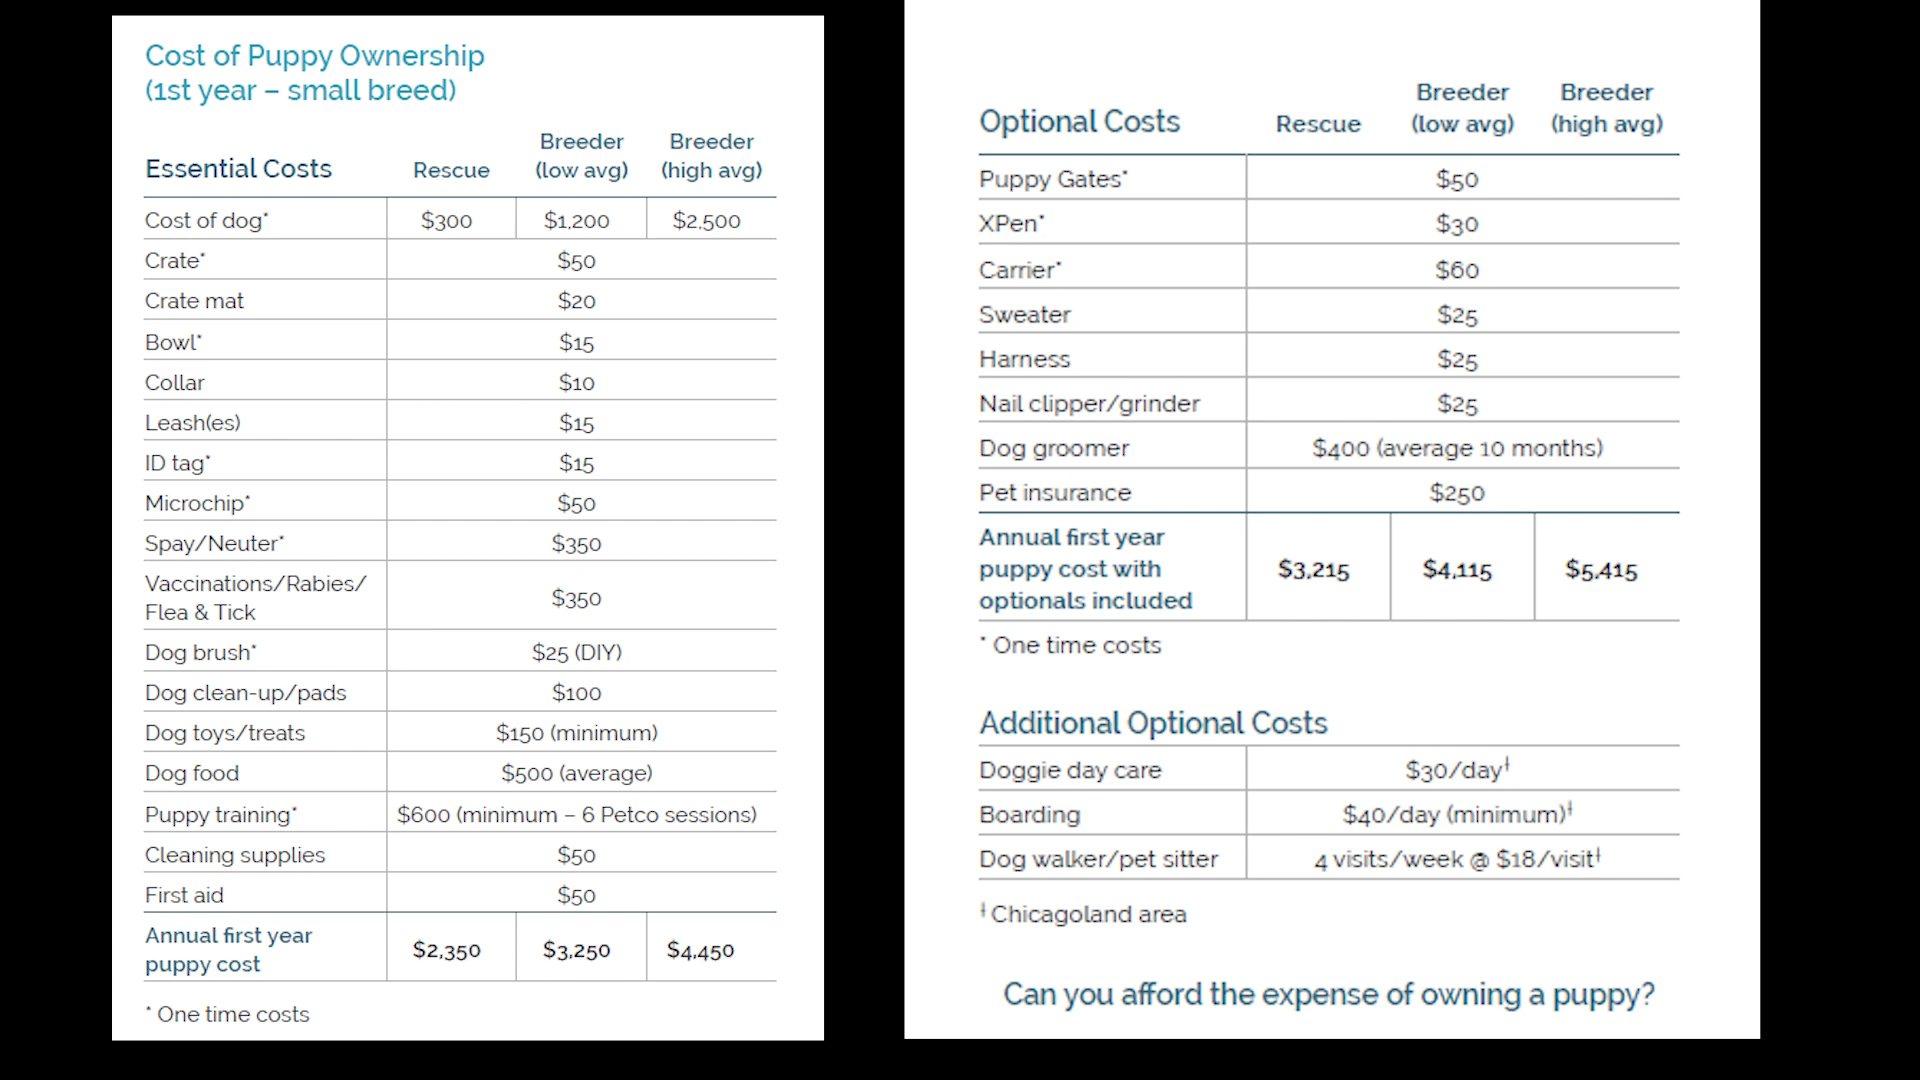 Cost of Puppy Ownership
(1st year – small breed)
Essential Costs Rescue Breeder (low avg) Breeder (high avg)
Cost of dog* $300 $1,200 $2,500
Crate* $50
Crate mat $20
Bowl* $15
Collar $10
Leash(es) $15
ID tag* $15
Microchip* $50
Spay/Neuter* $350
Vaccinations/Rabies/
Flea & Tick $350
Dog brush* $25 (DIY)
Dog clean-up/pads $100
Dog toys/treats $150 (minimum)
Dog food $500 (average)
Puppy training* $600 (minimum – 6 Petco sessions)
Cleaning supplies $50
First aid $50
Annual first year
puppy cost $2,350 $3,250 $4,450
* One time costs
Optional Costs Rescue Breeder (low avg) Breeder (high avg)
Puppy Gates* $50
XPen* $30
Carrier* $60
Sweater $25
Harness $25
Nail clipper/grinder $25
Dog groomer $400 (average 10 months)
Pet insurance $250
Annual first year
puppy cost with
optionals included $3,215 $4,115 $5,415
* One time costs
Additional Optional Costs
Doggie day care $30/day†
Boarding $40/day (minimum)†
Dog walker/pet sitter 4 visits/week @ $18/visit†
† Chicagoland area
Can you afford the expense of owning a puppy?